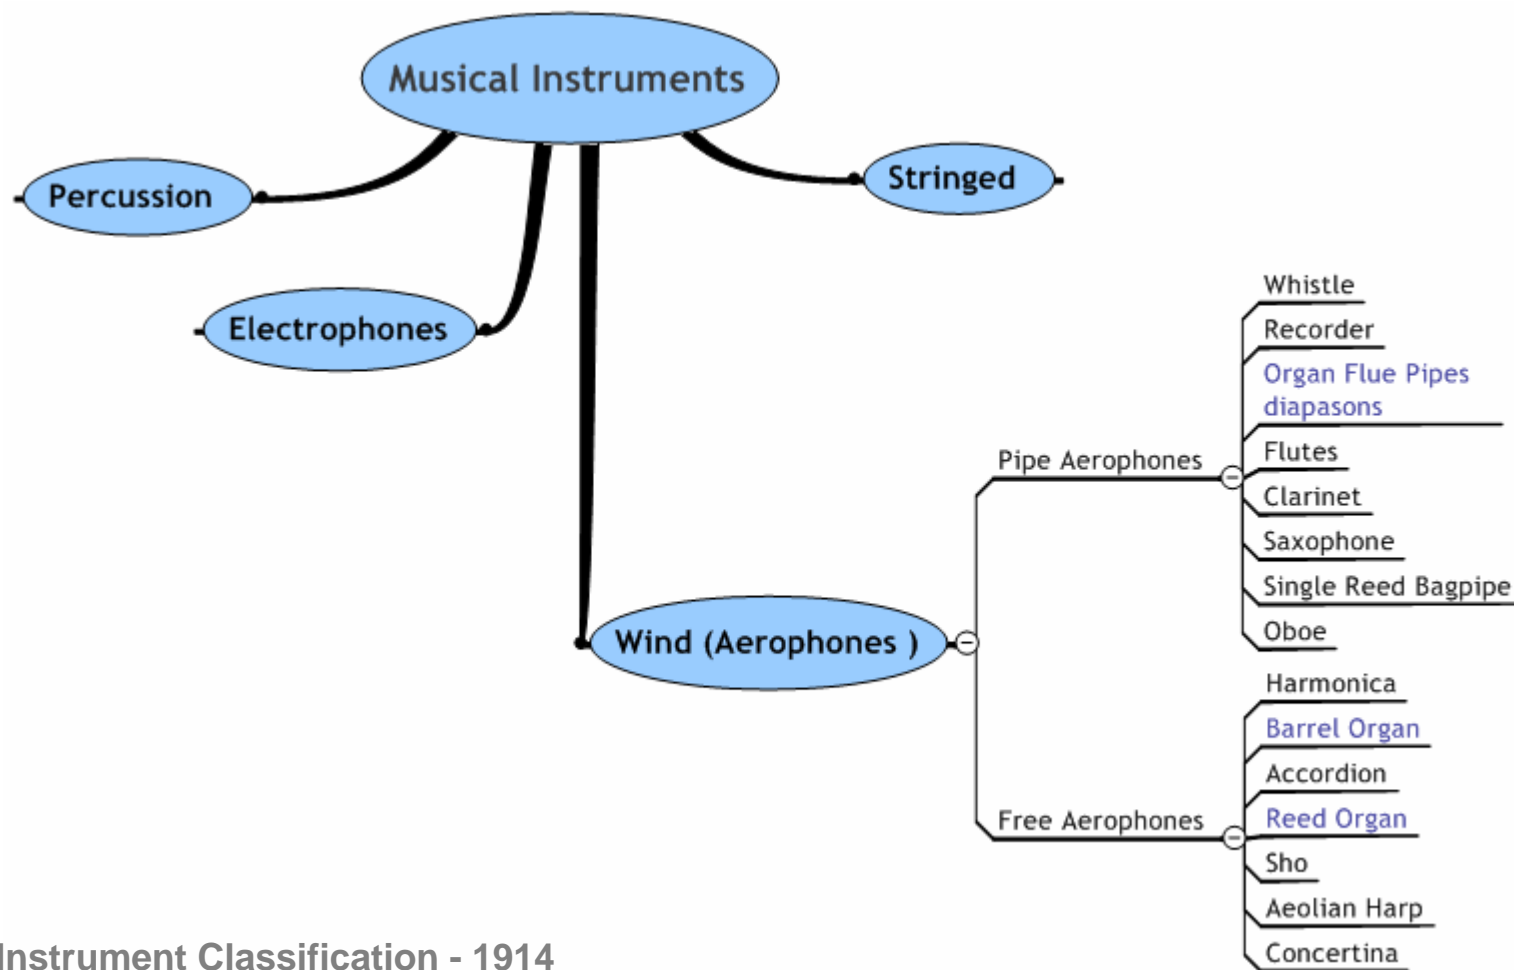 Musical Instruments
Percussion
Stringed
Electrophones
Wind (Aerophones )
Pipe Aerophones
Whistle
Recorder
Organ Flue Pipes
diapasons
Flutes
Clarinet
Saxophone
Single Reed Bagpipe
Oboe
Free Aerophones
Harmonica
Barrel Organ
Accordion
Reed Organ
Sho
Aeolian Harp
Concertina
Instrument Classification - 1914